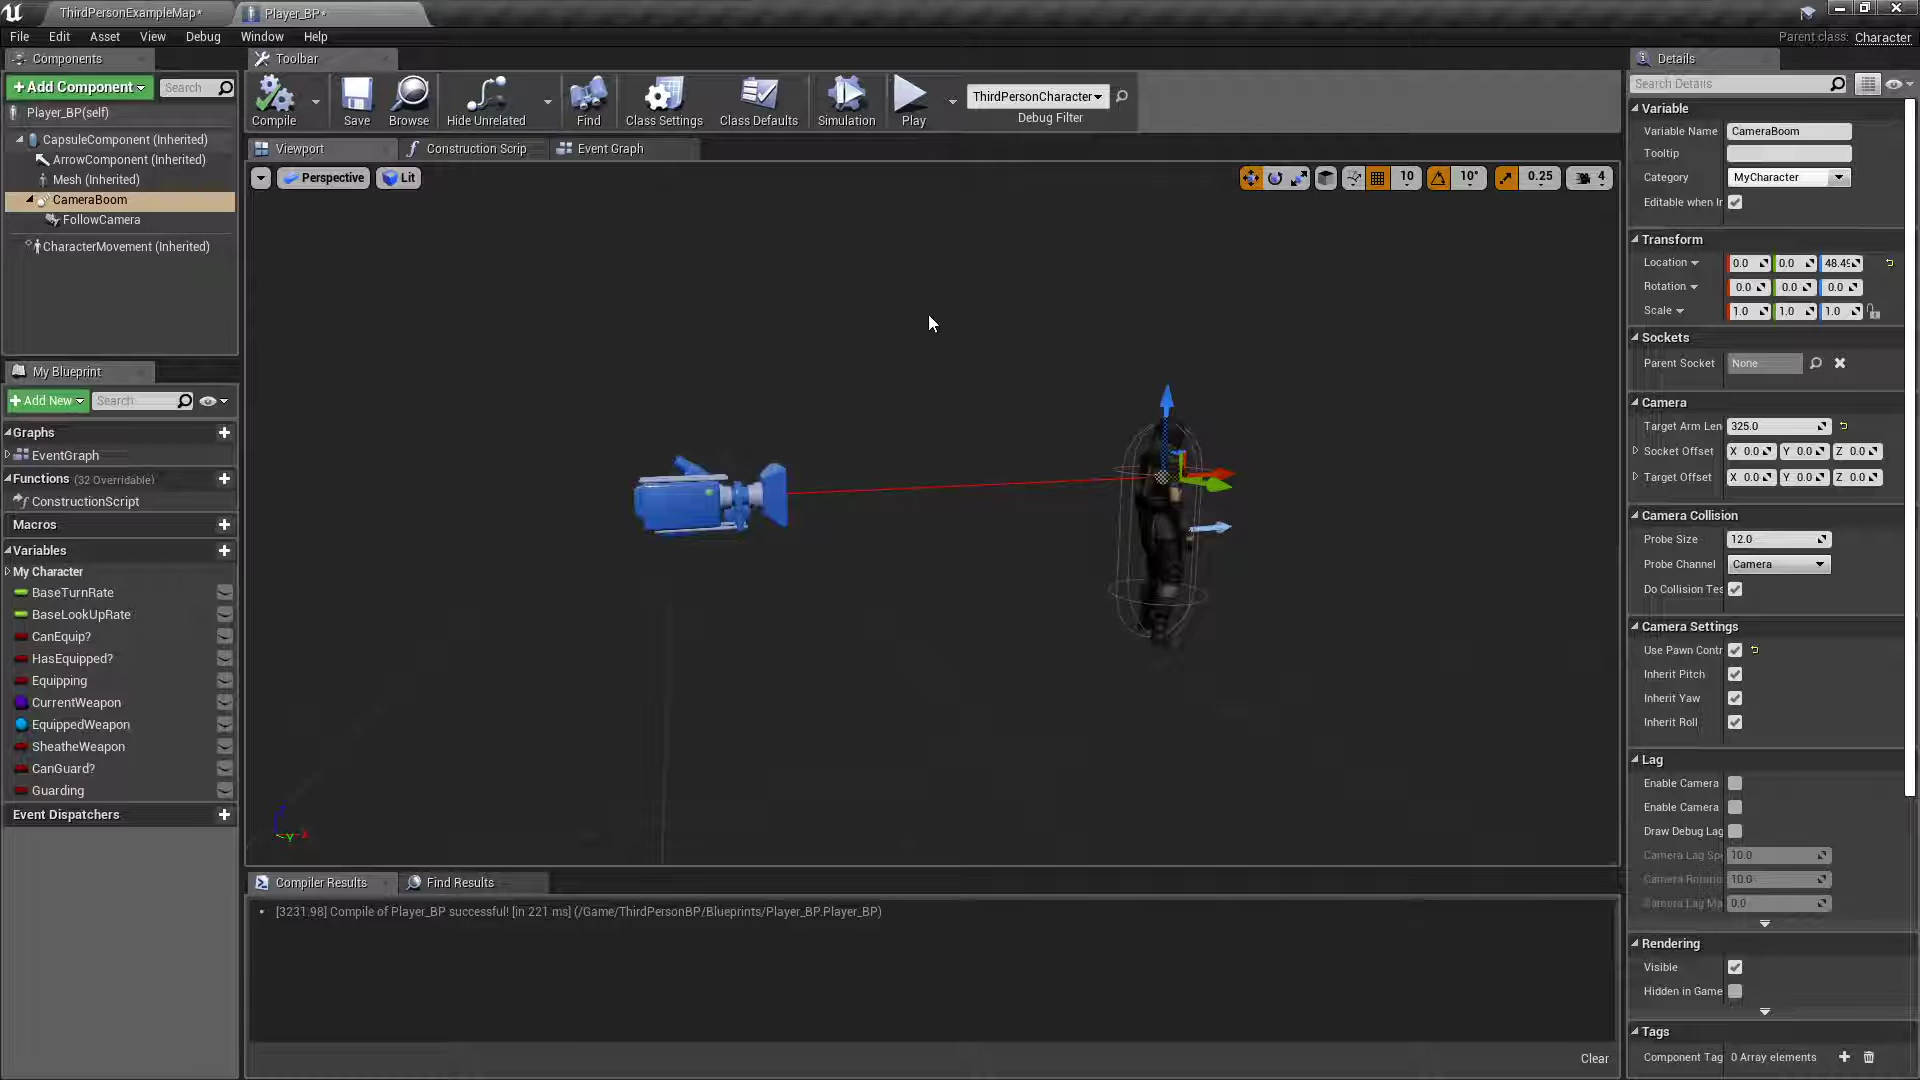 ThirdPersonExampleMap*
Player_BP*
File Edit Asset View Debug Window Help
Parent class: Character
Components
+ Add Component
Search
Player_BP(self)
CapsuleComponent (Inherited)
ArrowComponent (Inherited)
Mesh (Inherited)
CameraBoom
FollowCamera
CharacterMovement (Inherited)
My Blueprint
+ Add New
Search
Graphs
EventGraph
Functions (32 Overridable)
ConstructionScript
Macros
Variables
My Character
BaseTurnRate
BaseLookUpRate
CanEquip?
HasEquipped?
Equipping
CurrentWeapon
EquippedWeapon
SheatheWeapon
CanGuard?
Guarding
Event Dispatchers
Toolbar
Compile
Save
Browse
Hide Unrelated
Find
Class Settings
Class Defaults
Simulation
Play
ThirdPersonCharacter
Debug Filter
Viewport
Construction Scrip
Event Graph
Perspective
Lit
10
10°
0.25
4
Compiler Results
Find Results
[3231.98] Compile of Player_BP successful! [in 221 ms] (/Game/ThirdPersonBP/Blueprints/Player_BP.Player_BP)
Clear
Details
Search Details
Variable
Variable Name CameraBoom
Tooltip
Category MyCharacter
Editable when Ir
Transform
Location 0.0 0.0 48.49
Rotation 0.0 0.0 0.0
Scale 1.0 1.0 1.0
Sockets
Parent Socket None
Camera
Target Arm Len 325.0
Socket Offset X 0.0 Y 0.0 Z 0.0
Target Offset X 0.0 Y 0.0 Z 0.0
Camera Collision
Probe Size 12.0
Probe Channel Camera
Do Collision Tes
Camera Settings
Use Pawn Contr
Inherit Pitch
Inherit Yaw
Inherit Roll
Lag
Enable Camera
Enable Camera
Draw Debug Lag
Camera Lag Spe 10.0
Camera Rotatio 10.0
Camera Lag Ma 0.0
Rendering
Visible
Hidden in Game
Tags
Component Tag 0 Array elements